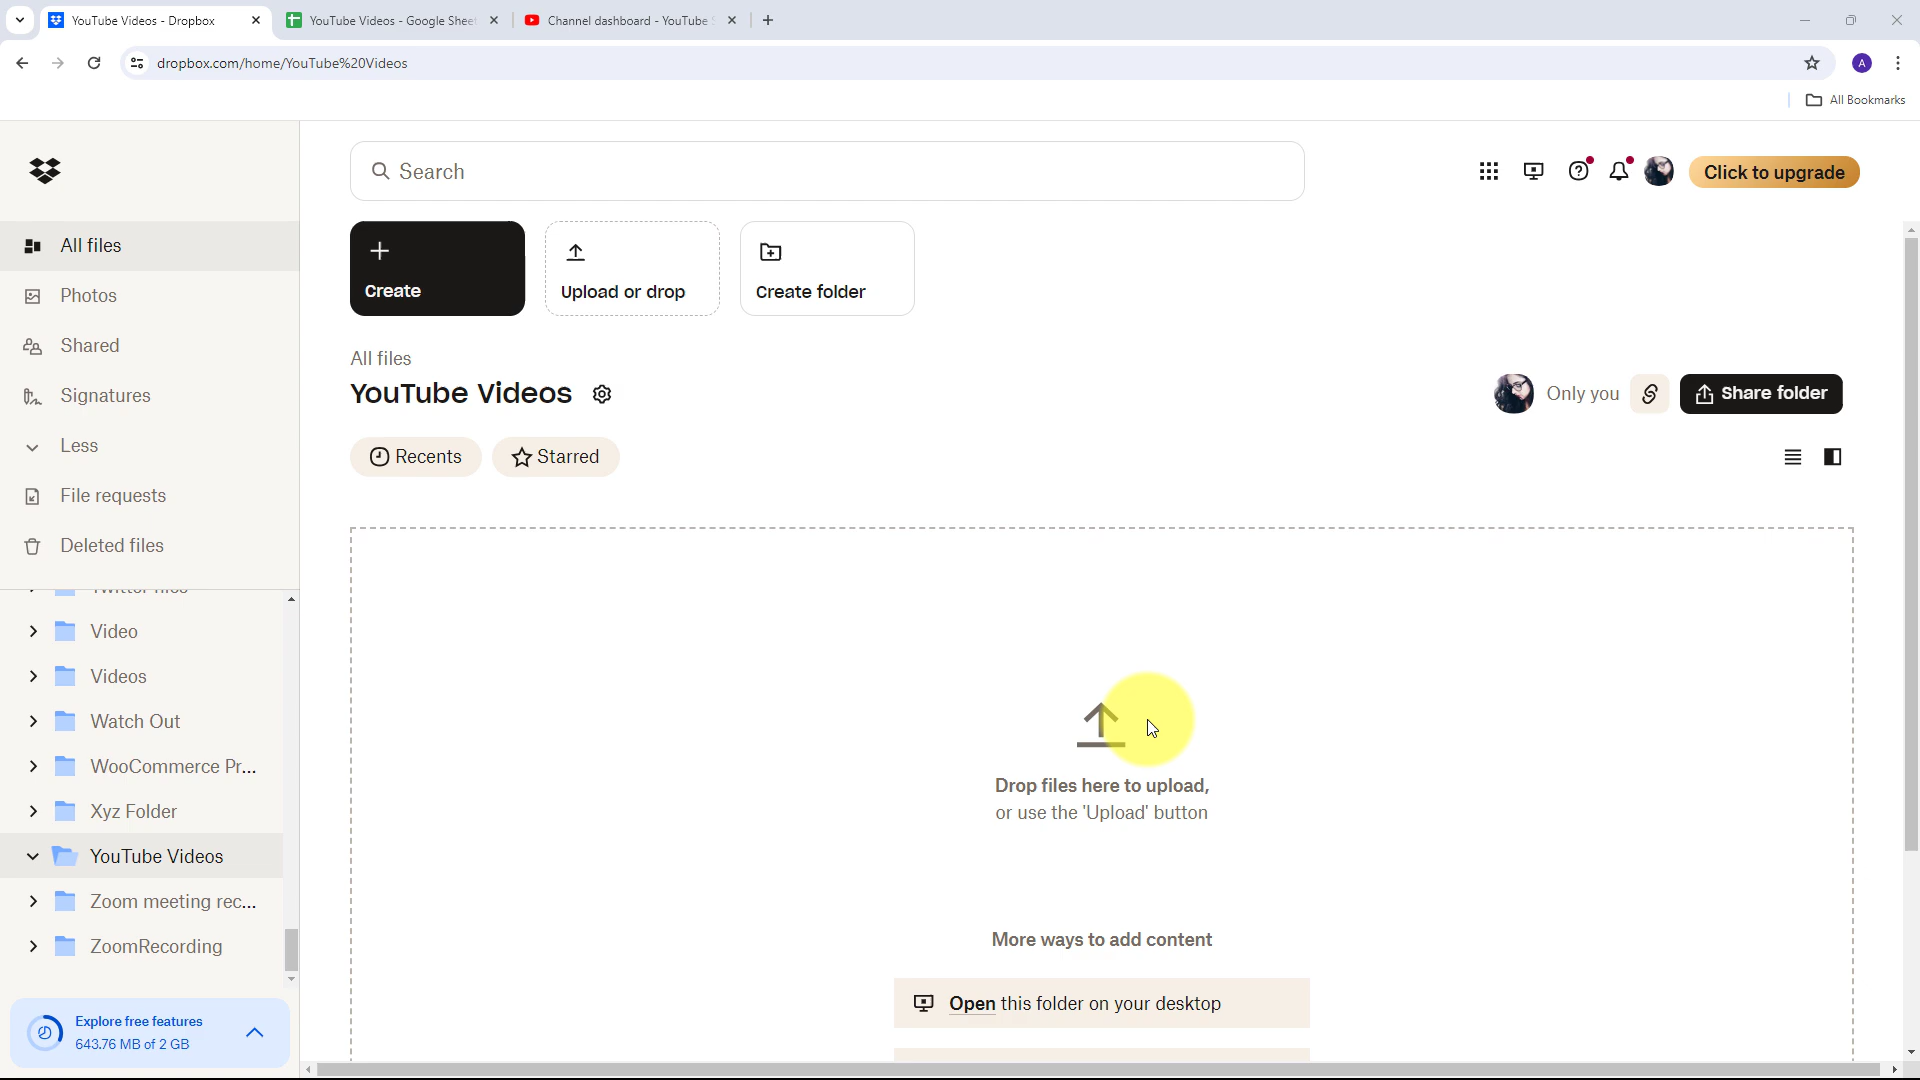 YouTube Videos - Dropbox
YouTube Videos - Google Sheet
Channel dashboard - YouTube S
dropbox.com/home/YouTube%20Videos
A
All Bookmarks
Search
Click to upgrade
All files
Photos
Shared
Signatures
Less
File requests
Deleted files
Twitter files
Video
Videos
Watch Out
WooCommerce Pr...
Xyz Folder
YouTube Videos
Zoom meeting rec...
ZoomRecording
Explore free features
643.76 MB of 2 GB
Create
Upload or drop
Create folder
All files
YouTube Videos
Only you
Share folder
Recents
Starred
Drop files here to upload,
or use the 'Upload' button
More ways to add content
Open this folder on your desktop